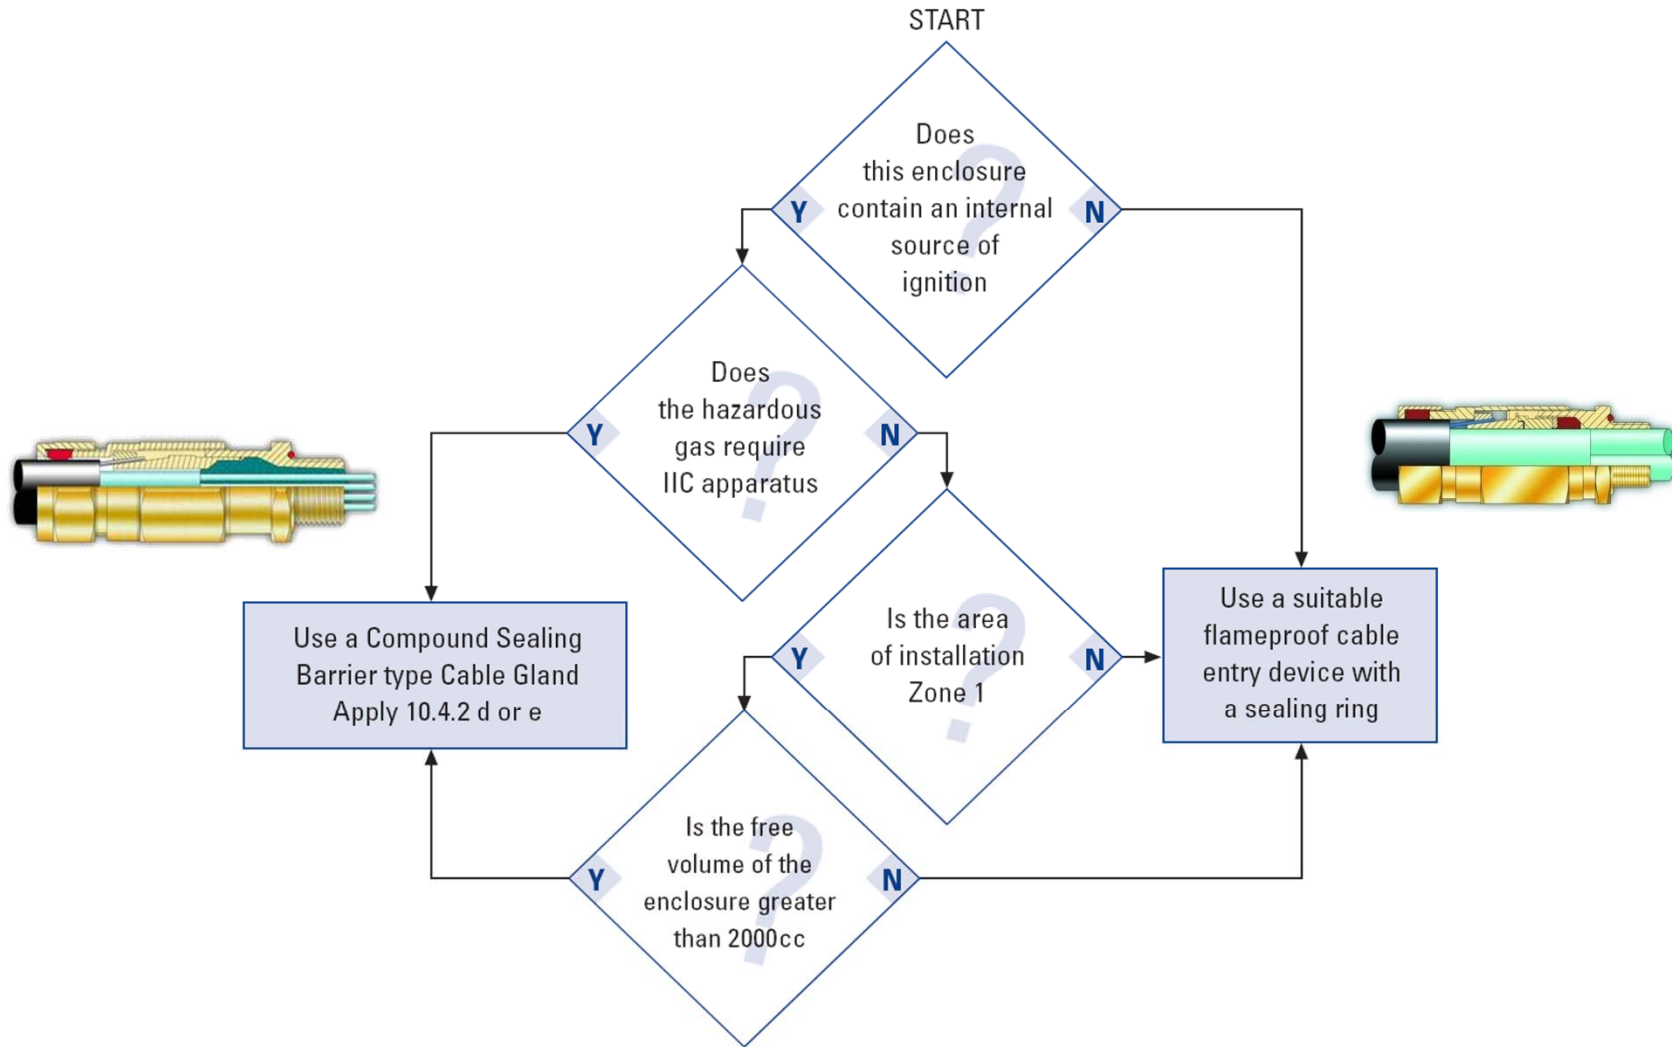 START
Does
this enclosure
contain an internal
source of
ignition
Y
N
Does
the hazardous
gas require
IIC apparatus
Y
N
Is the area
of installation
Zone 1
Y
N
Use a suitable
flameproof cable
entry device with
a sealing ring
Use a Compound Sealing
Barrier type Cable Gland
Apply 10.4.2 d or e
Is the free
volume of the
enclosure greater
than 2000cc
Y
N
?
?
?
?